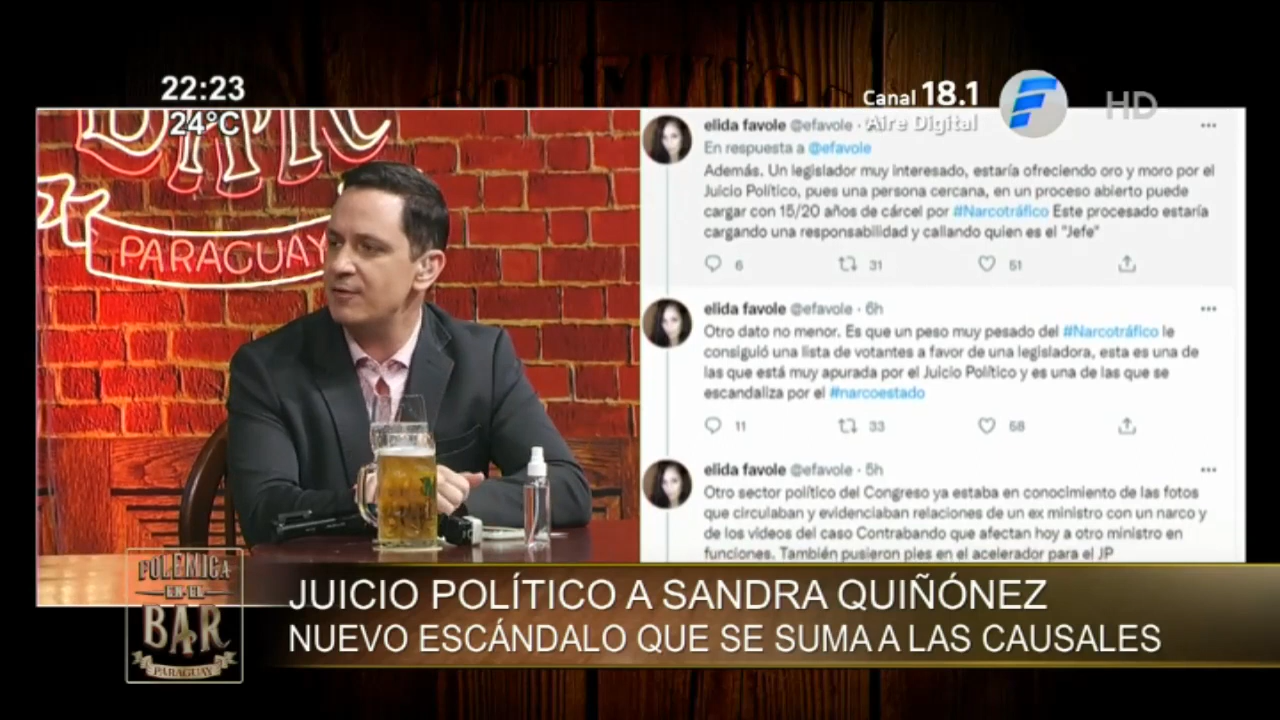 22:23
24°C
Canal 18.1
Aire Digital
HD
PARAGUAY
elida favole @efavole ·
En respuesta a @efavole
Además. Un legislador muy interesado, estaría ofreciendo oro y moro por el
Juicio Político, pues una persona cercana, en un proceso abierto puede
cargar con 15/20 años de cárcel por #Narcotráfico Este procesado estaría
cargando una responsabilidad y callando quien es el "Jefe"
6 31 51
elida favole @efavole · 6h
Otro dato no menor. Es que un peso muy pesado del #Narcotráfico le
consiguló una lista de votantes a favor de una legisladora, esta es una de
las que está muy apurada por el Juicio Político y es una de las que se
escandaliza por el #narcoestado
11 33 58
elida favole @efavole · 5h
Otro sector político del Congreso ya estaba en conocimiento de las fotos
que circulaban y evidenciaban relaciones de un ex ministro con un narco y
de los videos del caso Contrabando que afectan hoy a otro ministro en
funciones. También pusieron pies en el acelerador para el JP
POLÉMICA
EN EL
BAR
PARAGUAY
JUICIO POLÍTICO A SANDRA QUIÑÓNEZ
NUEVO ESCÁNDALO QUE SE SUMA A LAS CAUSALES